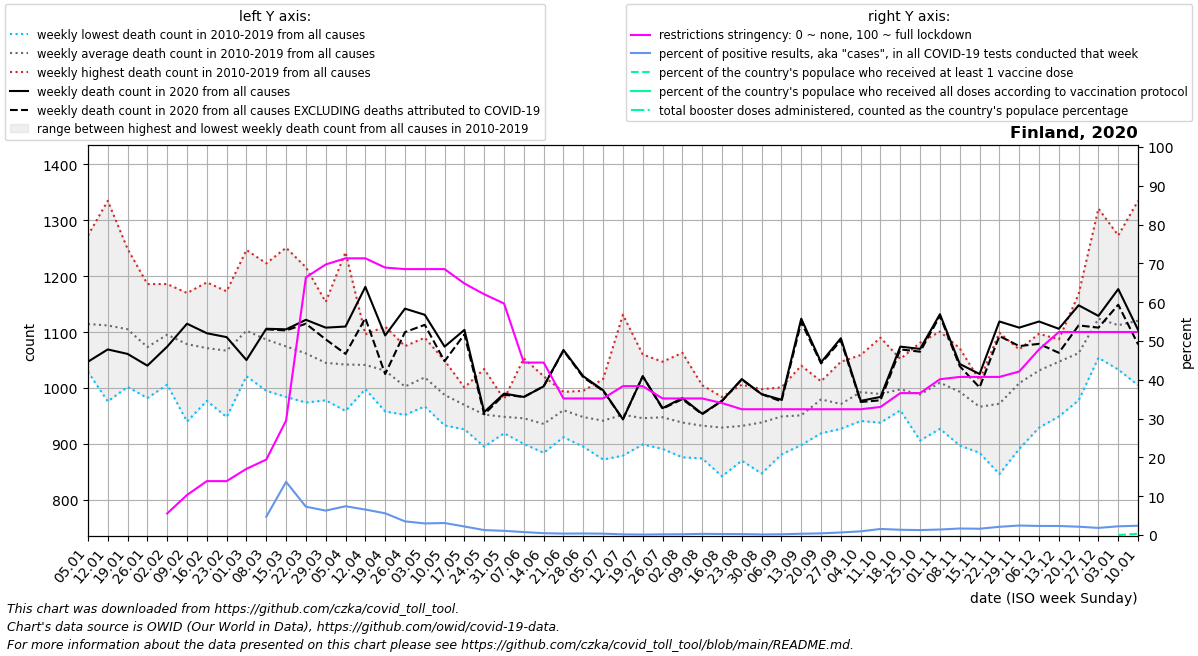 left Y axis:
weekly lowest death count in 2010-2019 from all causes
weekly average death count in 2010-2019 from all causes
weekly highest death count in 2010-2019 from all causes
weekly death count in 2020 from all causes
weekly death count in 2020 from all causes EXCLUDING deaths attributed to COVID-19
range between highest and lowest weekly death count from all causes in 2010-2019
right Y axis:
restrictions stringency: 0 ~ none, 100 ~ full lockdown
percent of positive results, aka "cases", in all COVID-19 tests conducted that week
percent of the country's populace who received at least 1 vaccine dose
percent of the country's populace who received all doses according to vaccination protocol
total booster doses administered, counted as the country's populace percentage
Finland, 2020
1400
1300
1200
1100
1000
900
800
count
100
90
80
70
60
50
40
30
20
10
0
percent
05.01 12.01 19.01 26.01 02.02 09.02 16.02 23.02 01.03 08.03 15.03 22.03 29.03 05.04 12.04 19.04 26.04 03.05 10.05 17.05 24.05 31.05 07.06 14.06 21.06 28.06 05.07 12.07 19.07 26.07 02.08 09.08 16.08 23.08 30.08 06.09 13.09 20.09 27.09 04.10 11.10 18.10 25.10 01.11 08.11 15.11 22.11 29.11 06.12 13.12 20.12 27.12 03.01 10.01
date (ISO week Sunday)
This chart was downloaded from https://github.com/czka/covid_toll_tool.
Chart's data source is OWID (Our World in Data), https://github.com/owid/covid-19-data.
For more information about the data presented on this chart please see https://github.com/czka/covid_toll_tool/blob/main/README.md.